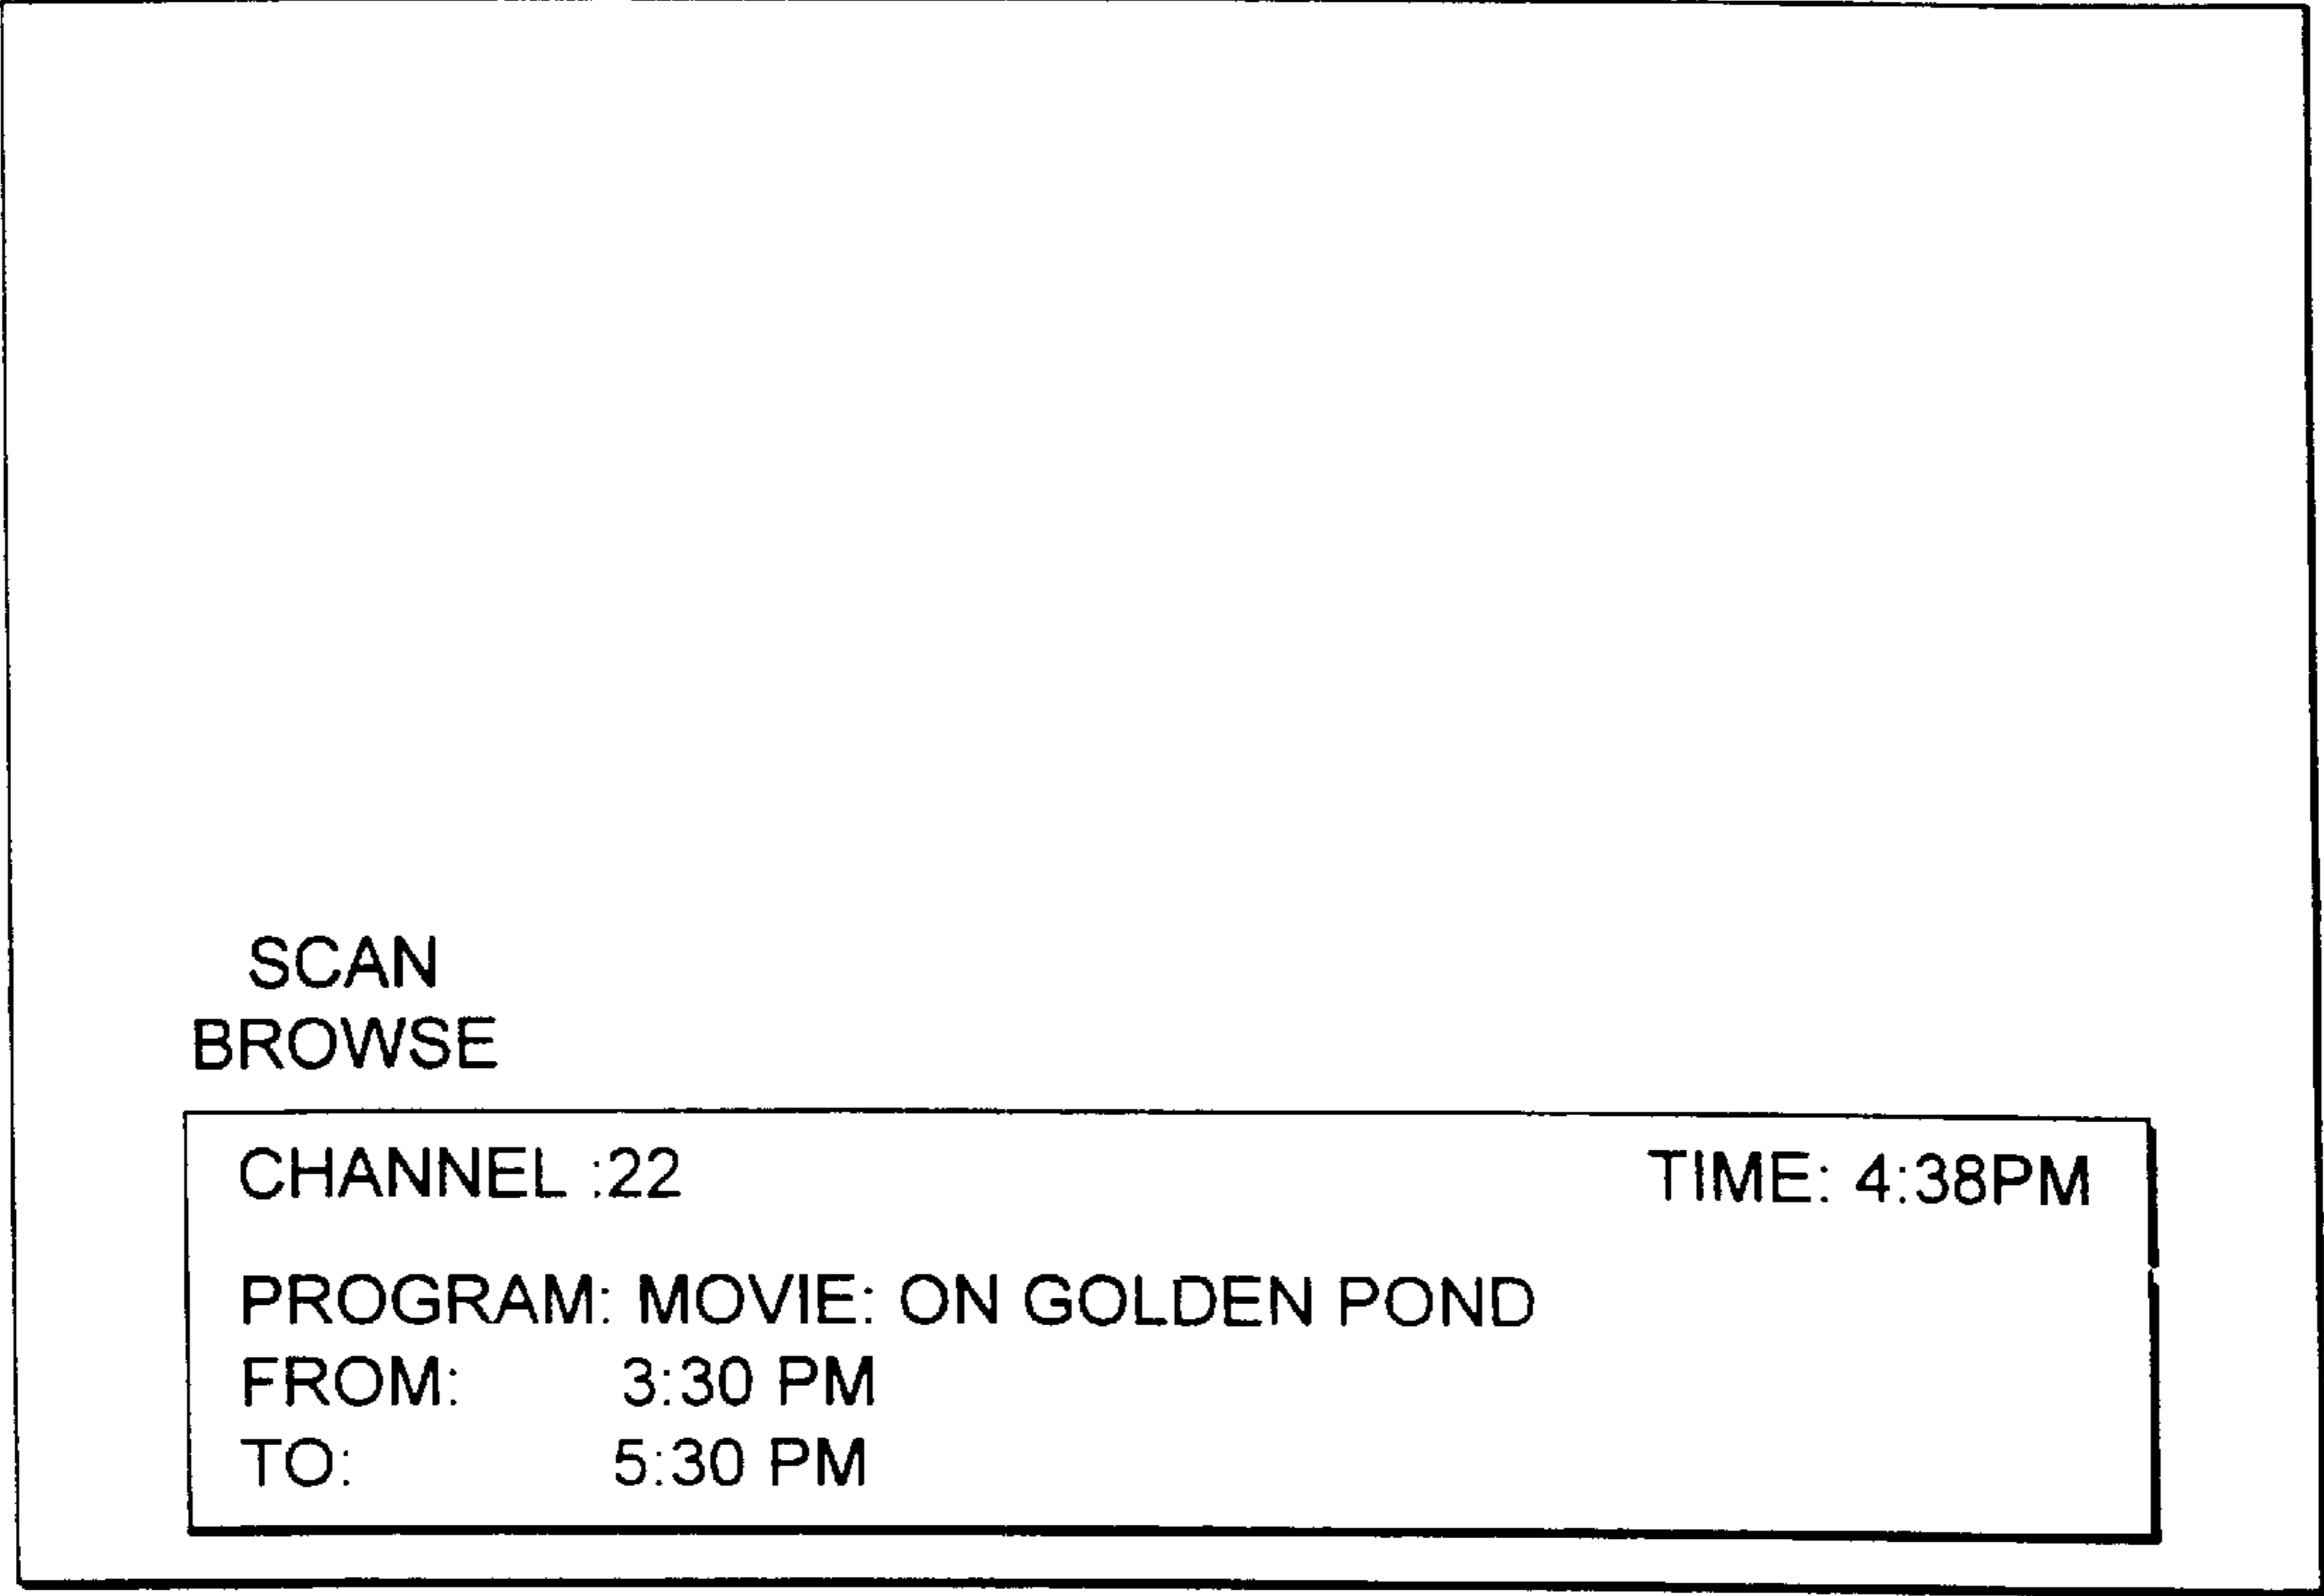 SCAN
BROWSE
CHANNEL :22 TIME: 4:38PM
PROGRAM: MOVIE: ON GOLDEN POND
FROM: 3:30 PM
TO: 5:30 PM